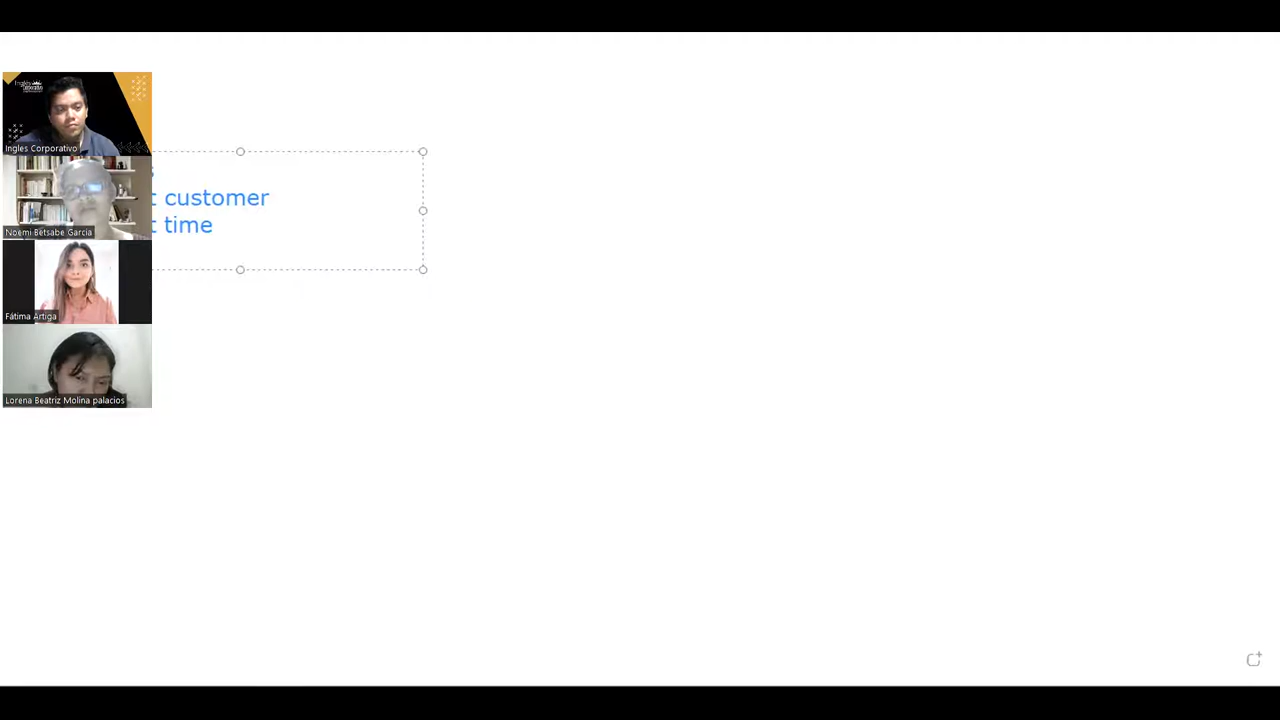 Ingles Corporativo
Noemi Betsabe Garcia
Fátima Artiga
Lorena Beatriz Molina palacios
customer
time